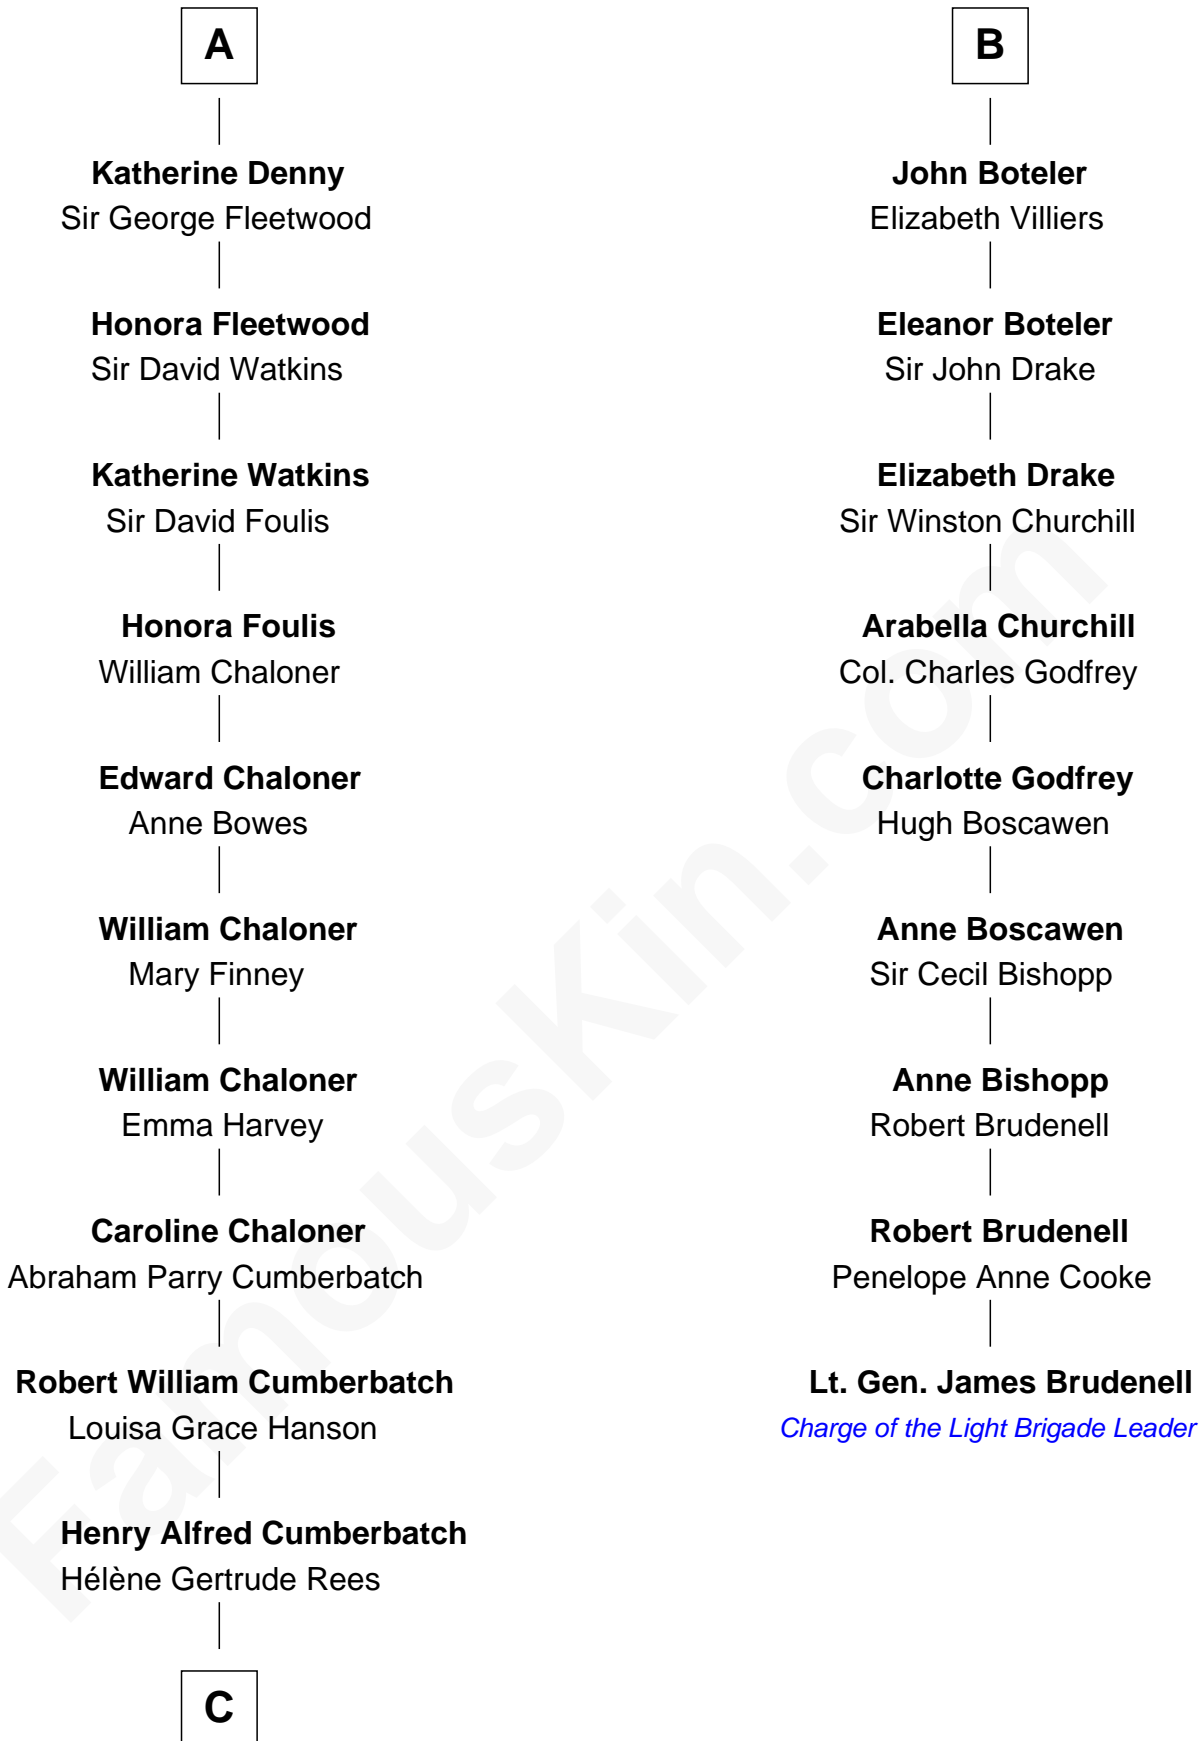 A
Katherine Denny
Sir George Fleetwood
Honora Fleetwood
Sir David Watkins
Katherine Watkins
Sir David Foulis
Honora Foulis
William Chaloner
Edward Chaloner
Anne Bowes
William Chaloner
Mary Finney
William Chaloner
Emma Harvey
Caroline Chaloner
Abraham Parry Cumberbatch
Robert William Cumberbatch
Louisa Grace Hanson
Henry Alfred Cumberbatch
Hélène Gertrude Rees
C
B
John Boteler
Elizabeth Villiers
Eleanor Boteler
Sir John Drake
Elizabeth Drake
Sir Winston Churchill
Arabella Churchill
Col. Charles Godfrey
Charlotte Godfrey
Hugh Boscawen
Anne Boscawen
Sir Cecil Bishopp
Anne Bishopp
Robert Brudenell
Robert Brudenell
Penelope Anne Cooke
Lt. Gen. James Brudenell
Charge of the Light Brigade Leader
FamousKin.com